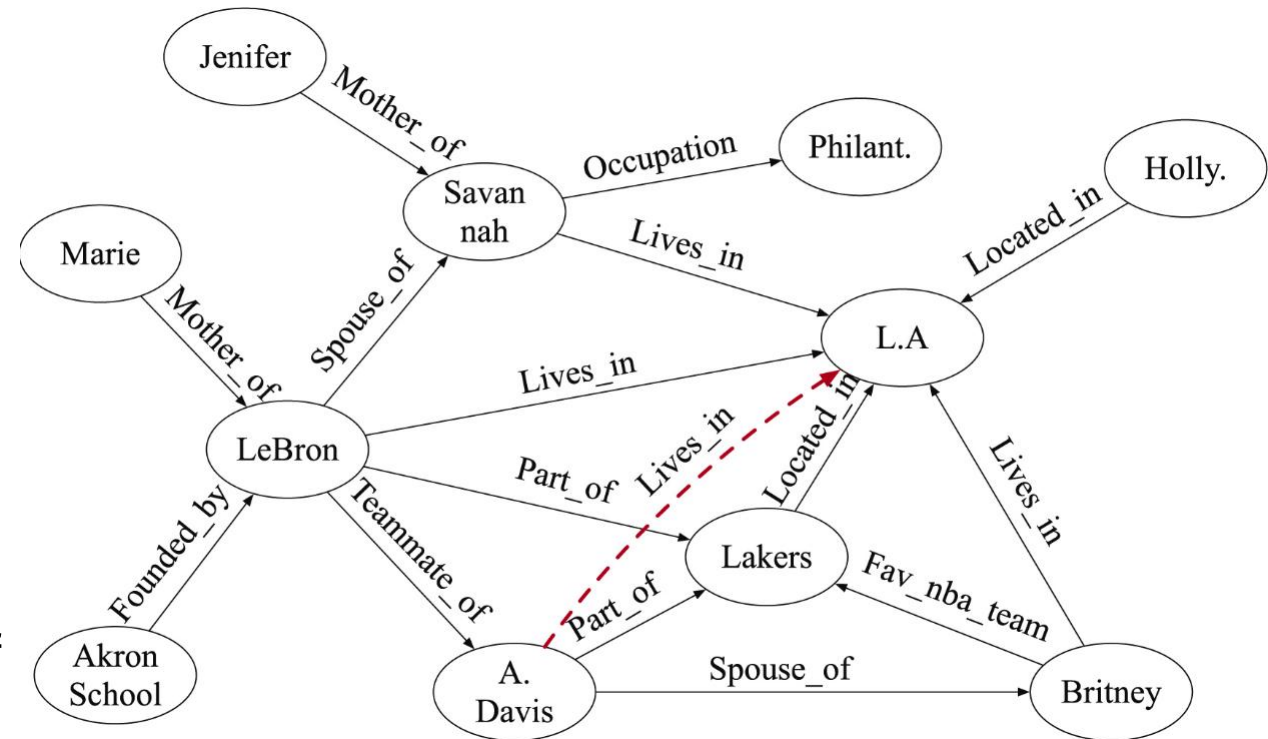 Jenifer
Mother_of
Occupation
Philant.
Holly.
Savan
nah
Located_in
Marie
Lives_in
Mother_of
Spouse_of
L.A
Lives_in
Located_in
Lives_in
LeBron
Part_of
Lives_in
Teammate_of
Founded_by
Lakers
Fav_nba_team
Part_of
Akron
School
A.
Davis
Spouse_of
Britney